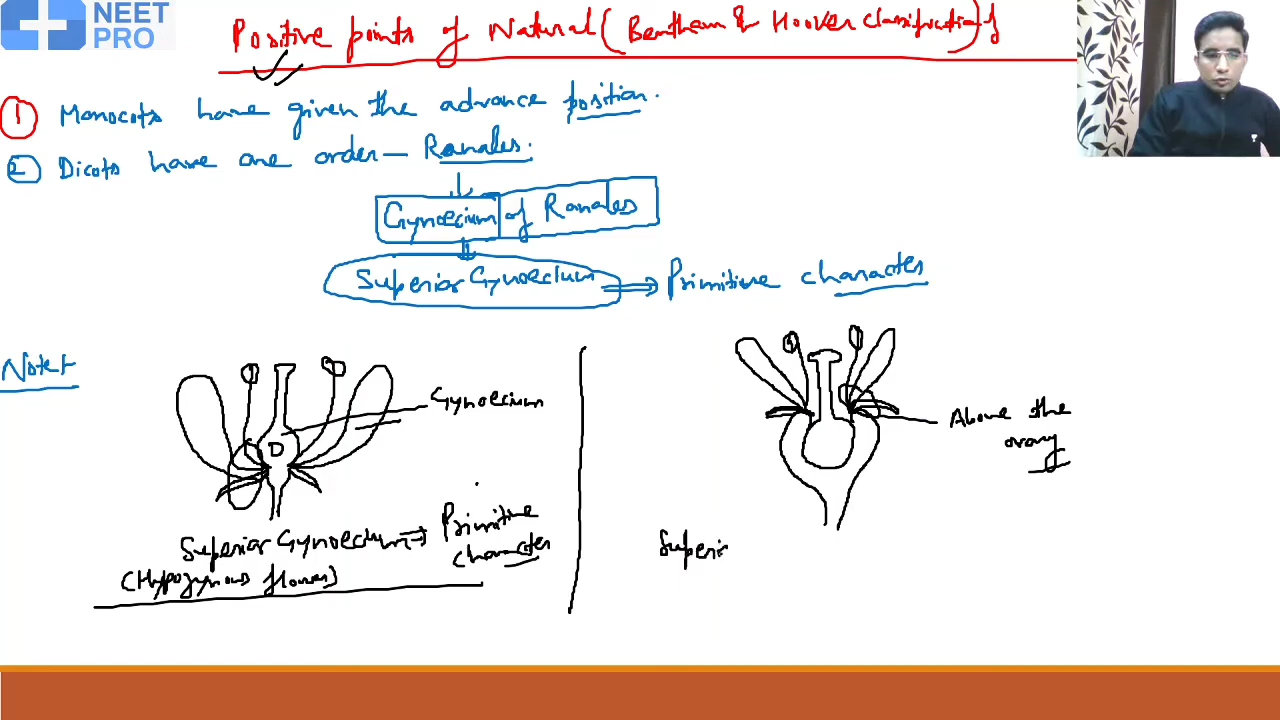 NEET
PRO
Positive points of Natural (Bentham & Hoover classification)
① Monocots have given the advance position.
② Dicots have one order – Ranales.
Gynoecium of Ranales
Superior Gynoecium ⇒ Primitive character
Note
Gynoecium
Above the
ovary
Superior Gynoecium ⇒ Primitive
character
(Hypogynous flower)
Superi